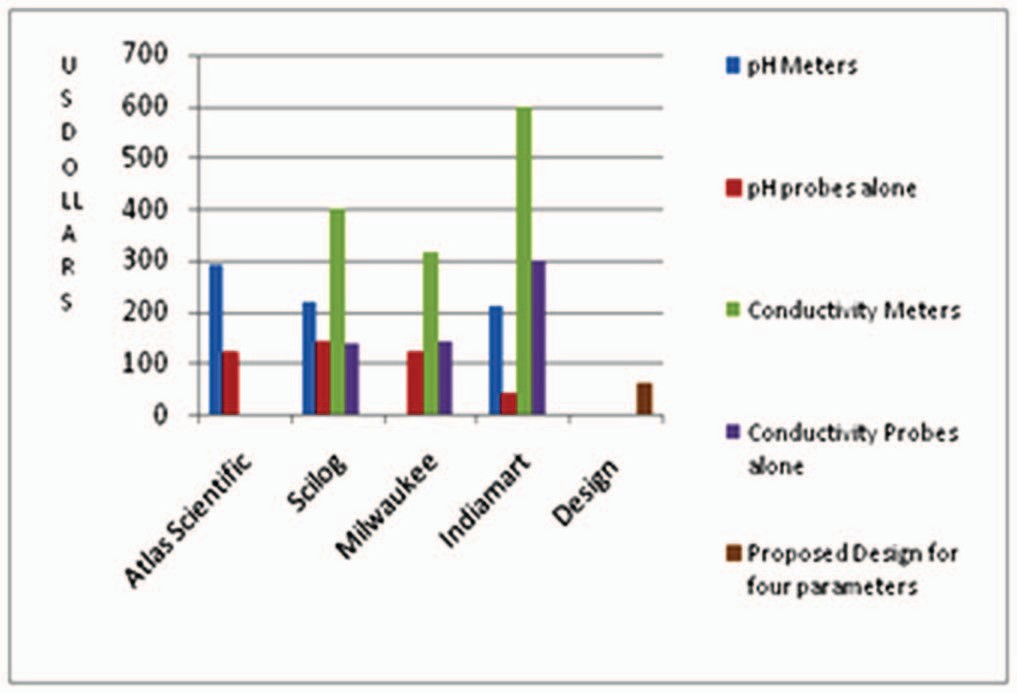 U
S
D
O
LL
A
R
S
700
600
500
400
300
200
100
0
Atlas Scientific
Scilog
Milwaukee
Indiamart
Design
pH Meters
pH probes alone
Conductivity Meters
Conductivity Probes
alone
Proposed Design for
four parameters